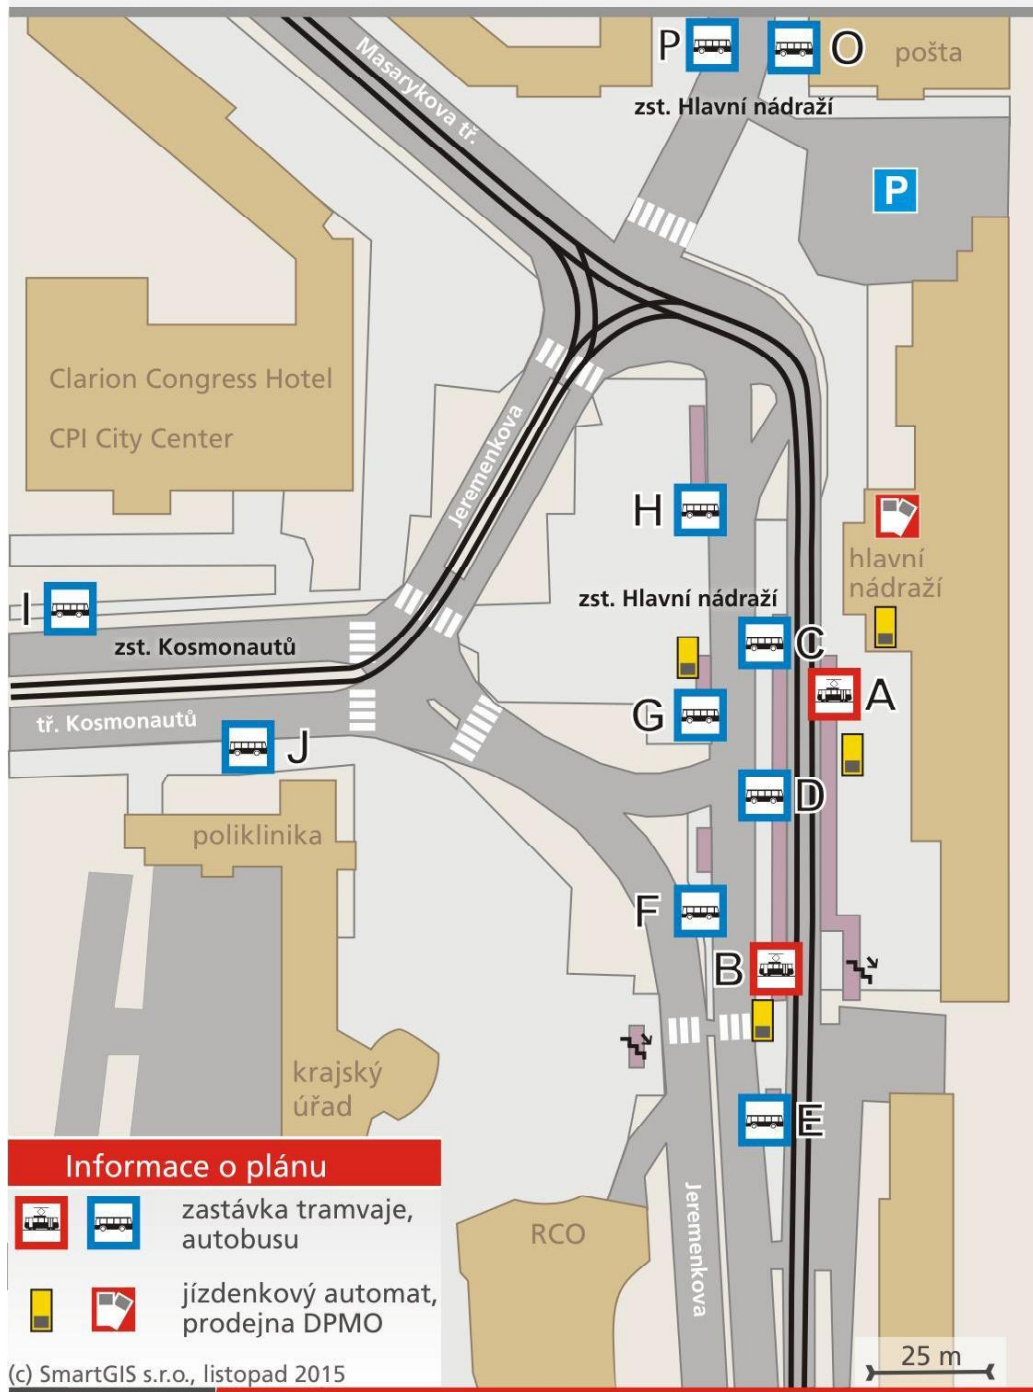 P
O
pošta
Masarykova tř.
zst. Hlavní nádraží
P
Clarion Congress Hotel
CPI City Center
Jeremenkova
H
hlavní
nádraží
I
zst. Hlavní nádraží
zst. Kosmonautů
C
A
G
tř. Kosmonautů
J
D
poliklinika
F
B
krajský
úřad
E
Informace o plánu
zastávka tramvaje,
autobusu
jízdenkový automat,
prodejna DPMO
(c) SmartGIS s.r.o., listopad 2015
RCO
Jeremenkova
25 m